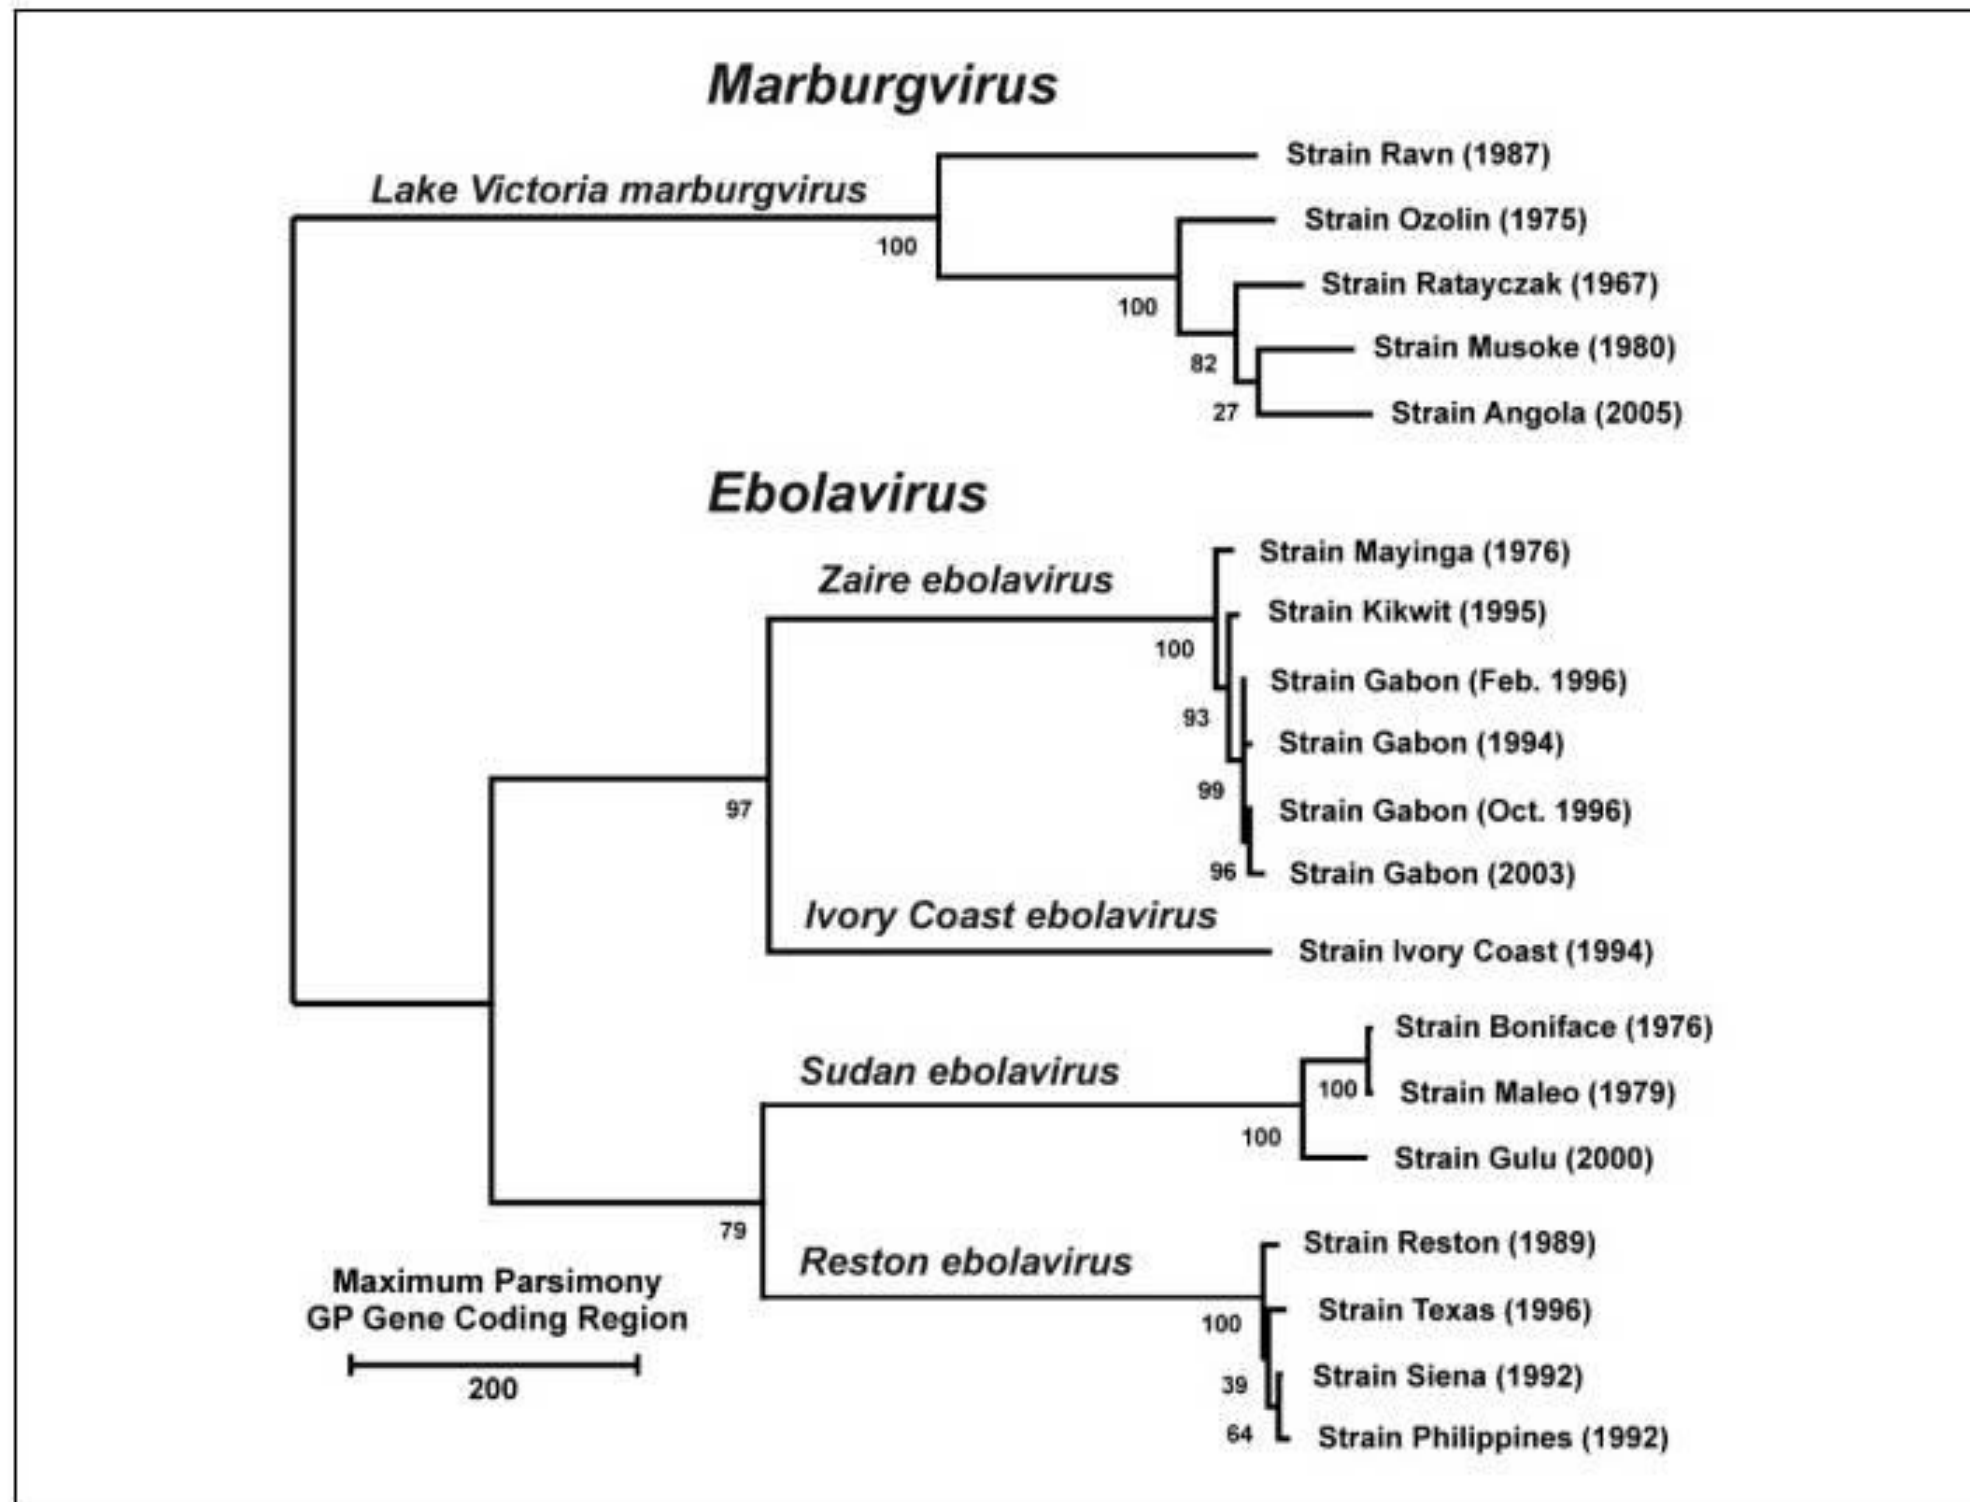 Marburgvirus
Strain Ravn (1987)
Lake Victoria marburgvirus
Strain Ozolin (1975)
100
Strain Ratayczak (1967)
100
Strain Musoke (1980)
82
27
Strain Angola (2005)
Ebolavirus
Strain Mayinga (1976)
Zaire ebolavirus
Strain Kikwit (1995)
100
Strain Gabon (Feb. 1996)
93
Strain Gabon (1994)
99
97
Strain Gabon (Oct. 1996)
96
Strain Gabon (2003)
Ivory Coast ebolavirus
Strain Ivory Coast (1994)
Strain Boniface (1976)
Sudan ebolavirus
100
Strain Maleo (1979)
100
Strain Gulu (2000)
79
Strain Reston (1989)
Reston ebolavirus
Maximum Parsimony
GP Gene Coding Region
200
Strain Texas (1996)
100
Strain Siena (1992)
39
64
Strain Philippines (1992)